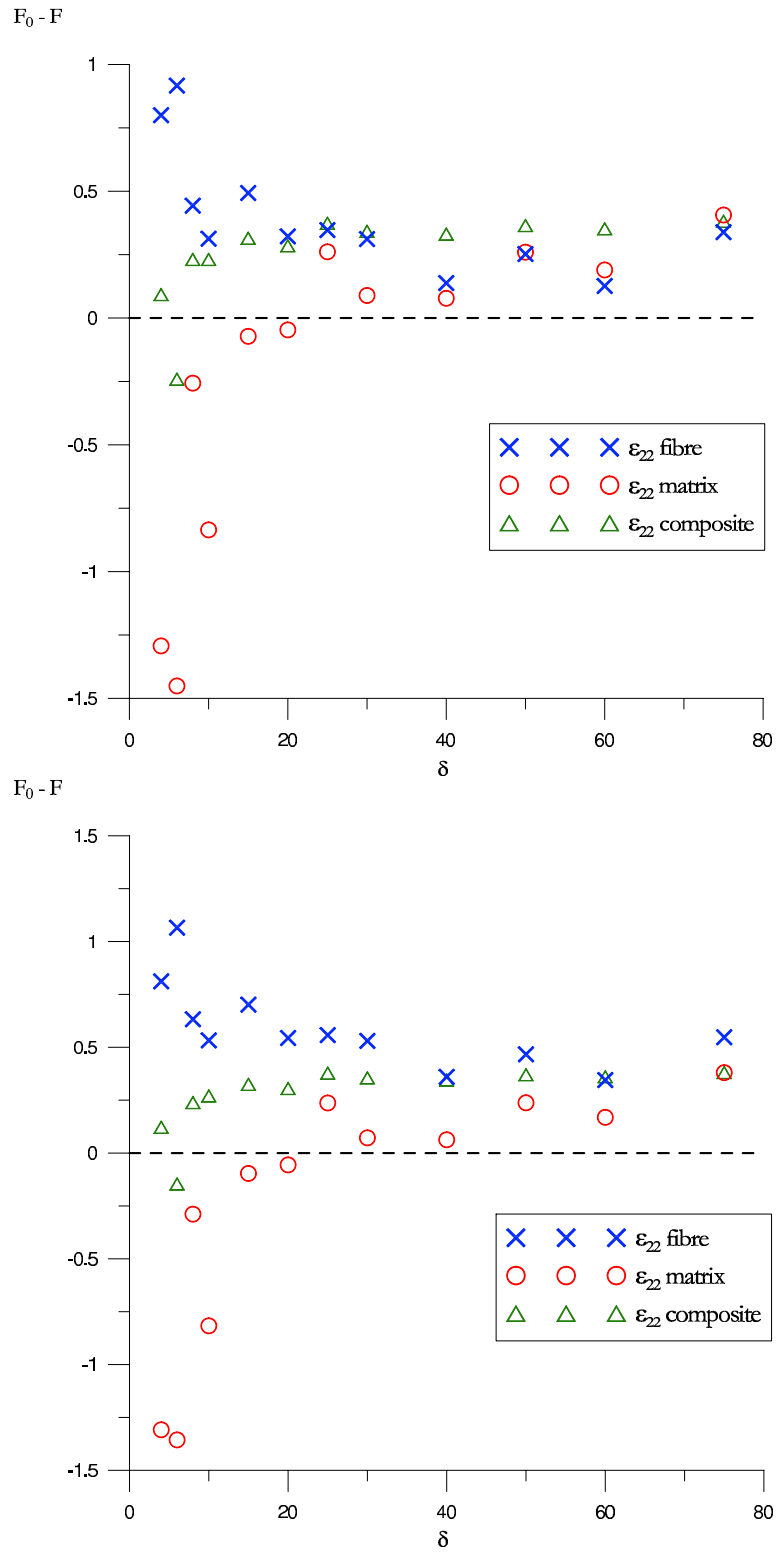 F₀ - F
1
0.5
0
-0.5
-1
-1.5
0 20 40 60 80
δ
ε₂₂ fibre
ε₂₂ matrix
ε₂₂ composite
F₀ - F
1.5
1
0.5
0
-0.5
-1
-1.5
0 20 40 60 80
δ
ε₂₂ fibre
ε₂₂ matrix
ε₂₂ composite